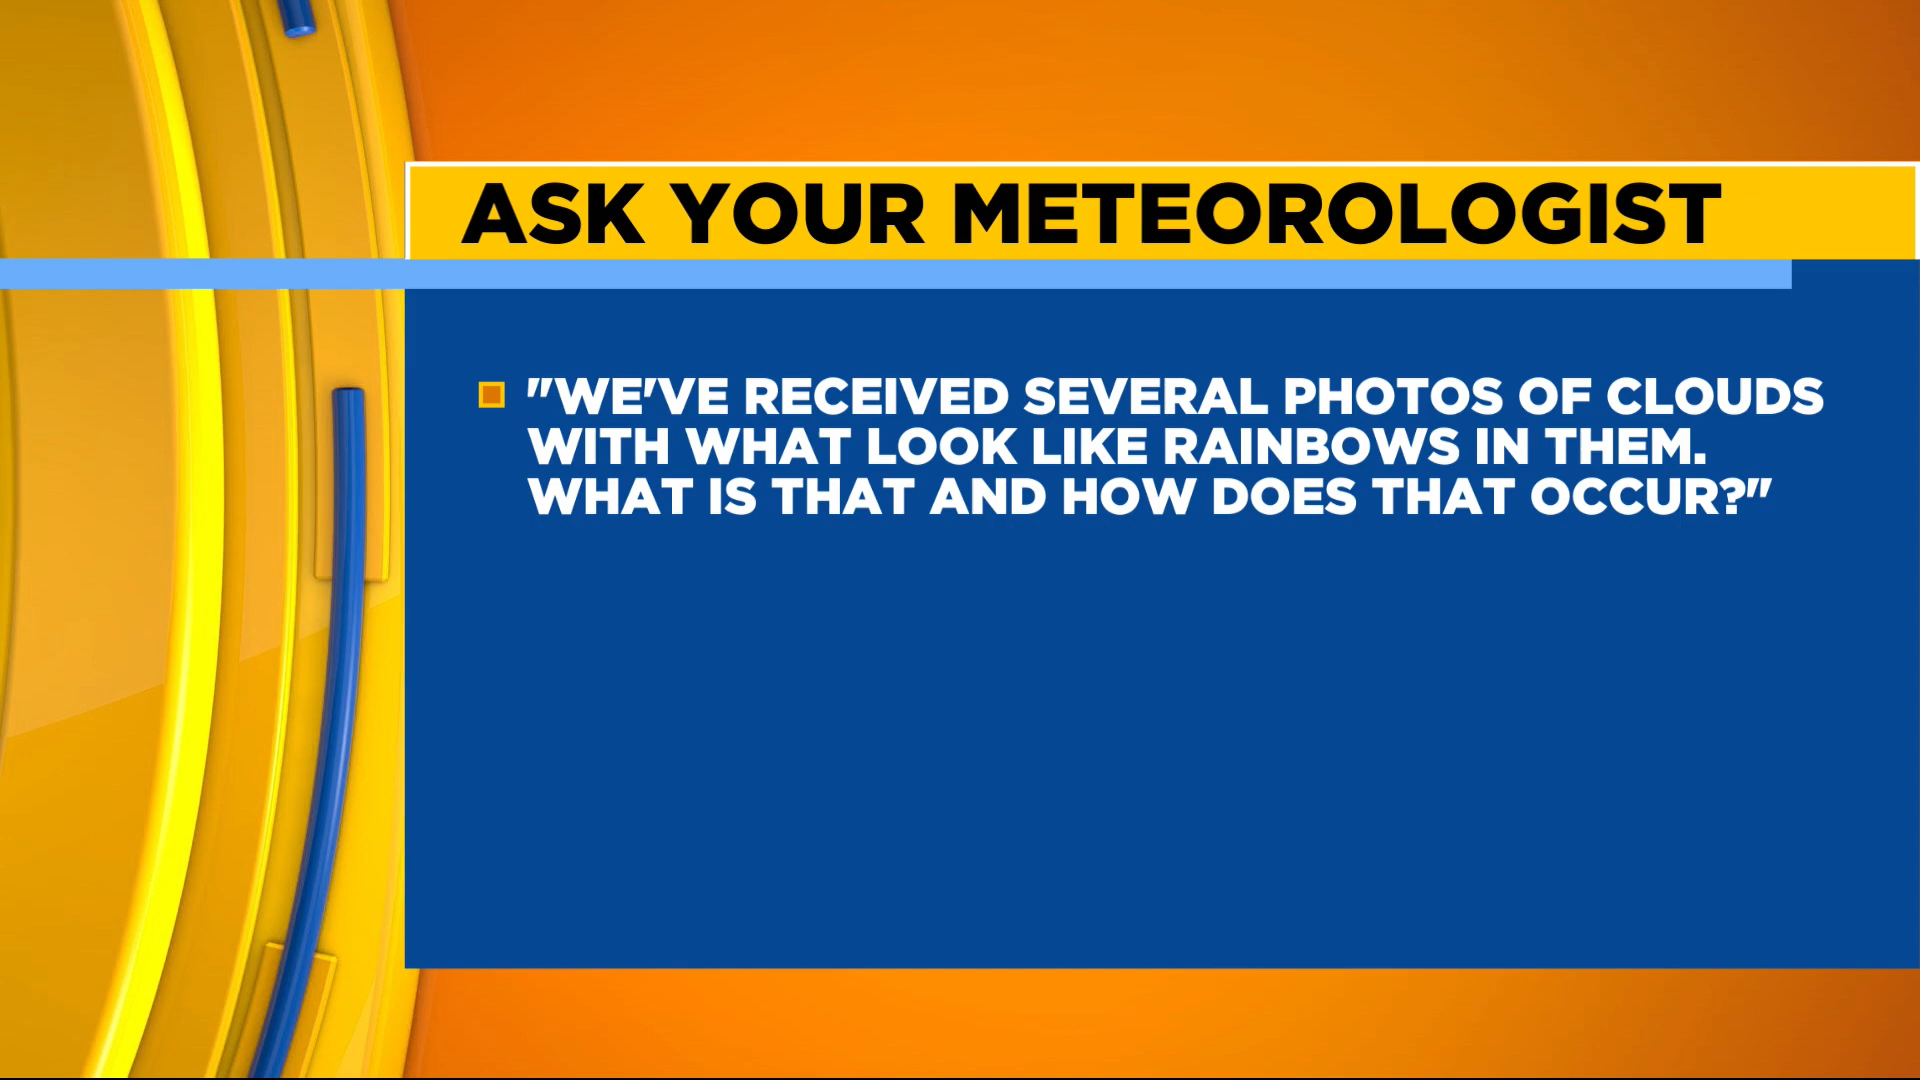 ASK YOUR METEOROLOGIST
"WE'VE RECEIVED SEVERAL PHOTOS OF CLOUDS
WITH WHAT LOOK LIKE RAINBOWS IN THEM.
WHAT IS THAT AND HOW DOES THAT OCCUR?"